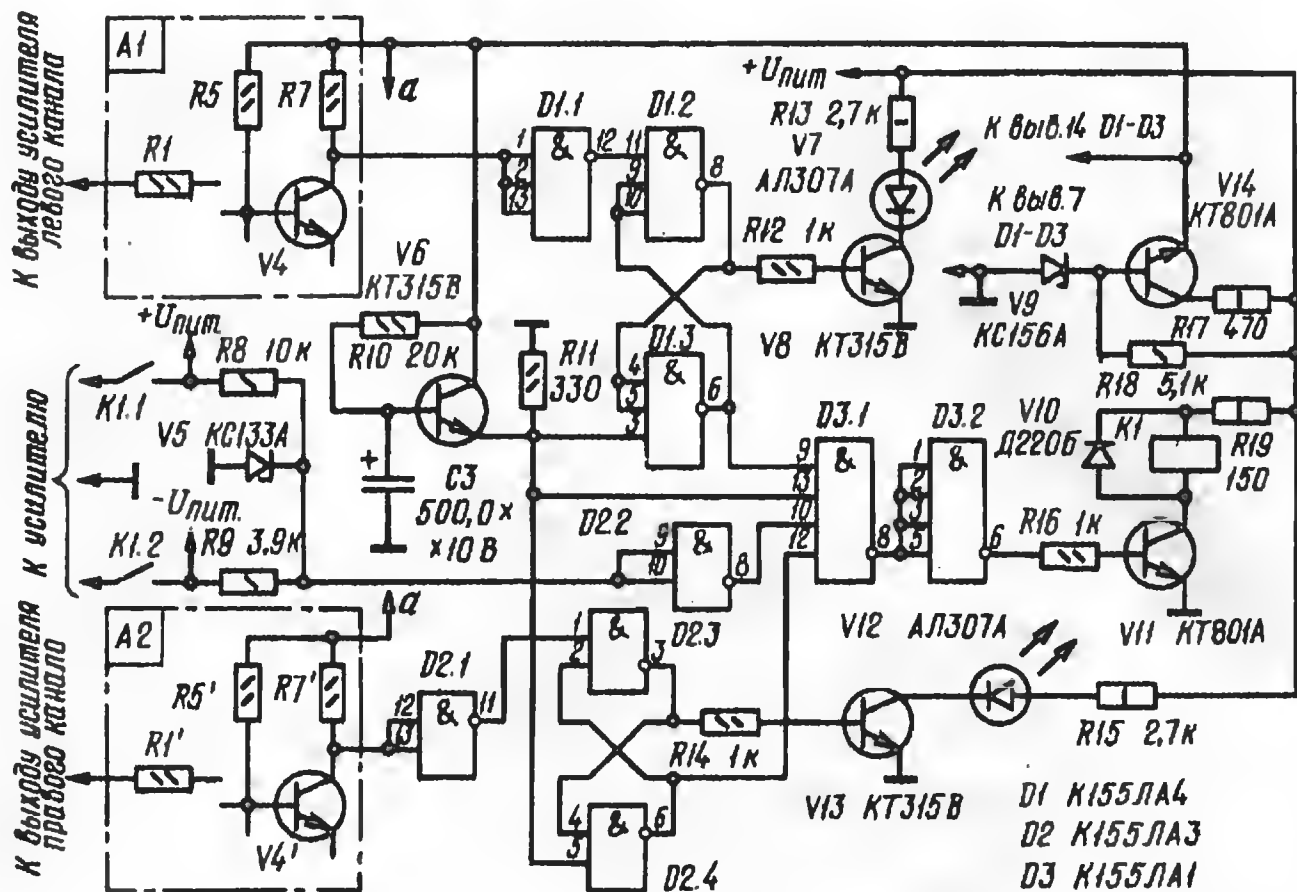 К выходу усилителя
левого канала
A1
R5
R7
a
R1
V4
D1.1
&
1
2
13
12
D1.2
&
11
9
10
8
+Uпит
R13 2,7к
V7
АЛ307А
К выв.14 D1-D3
V14
КТ801А
К выв.7
D1-D3
R12 1к
V6
КТ315В
R10 20к
+Uпит.
R8 10к
К усилителю
К1.1
V5 КС133А
-Uпит.
К1.2
R9 3,9к
R11
330
D1.3
&
4
5
3
6
V8 КТ315В
V9
КС156А
R17 470
R18 5,1к
+
C3
500,0×
×10 В
D2.2
9
10
&
8
D3.1
&
9
13
10
12
8
D3.2
&
1
2
3
5
6
V10
Д220Б
К1
R19
150
R16 1к
V11 КТ801А
К выходу усилителя
правого канала
A2
a
R5'
R7'
R1'
V4'
D2.1
12
13
&
11
D2.3
1
2
&
3
R14 1к
4
5
&
6
D2.4
V12 АЛ307А
R15 2,7к
V13 КТ315В
D1 К155ЛА4
D2 К155ЛА3
D3 К155ЛА1